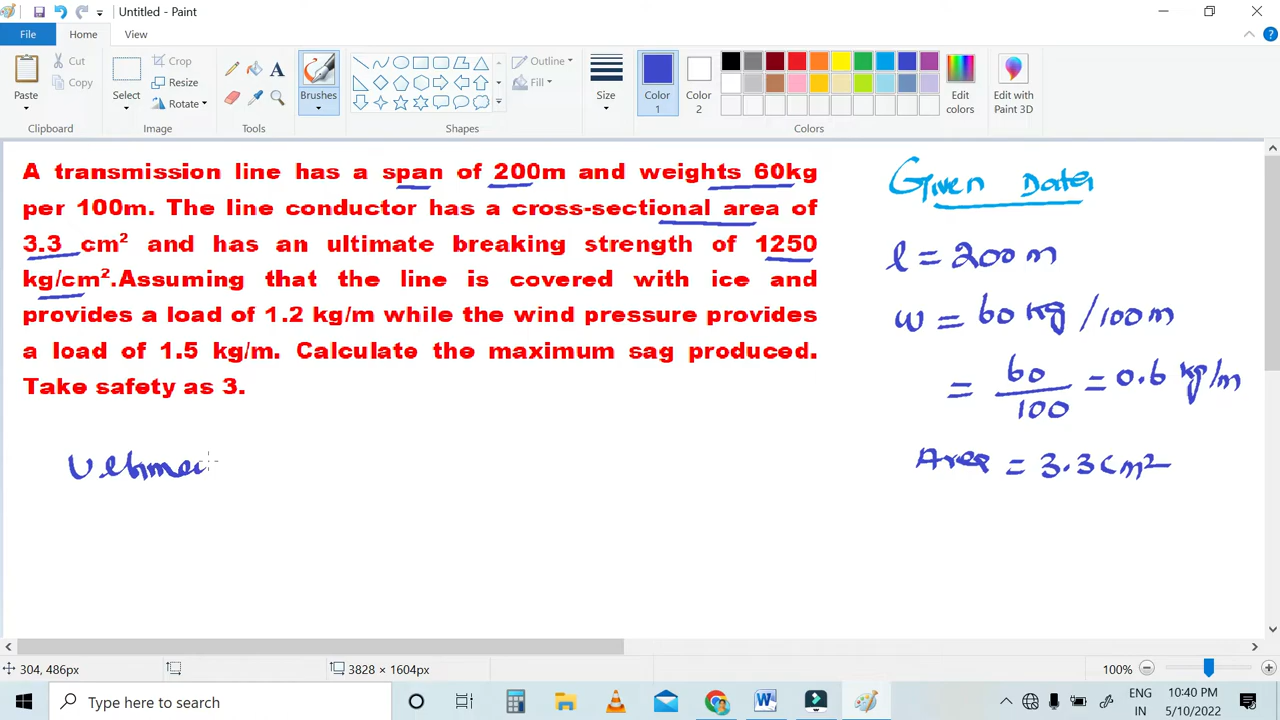 Untitled - Paint
File
Home
View
Paste
Cut
Copy
Clipboard
Select
Crop
Resize
Rotate
Image
A
Tools
Brushes
Outline
Fill
Shapes
Size
Color 1
Color 2
Edit colors
Colors
Edit with Paint 3D
A transmission line has a span of 200m and weights 60kg
per 100m. The line conductor has a cross-sectional area of
3.3 cm² and has an ultimate breaking strength of 1250
kg/cm².Assuming that the line is covered with ice and
provides a load of 1.2 kg/m while the wind pressure provides
a load of 1.5 kg/m. Calculate the maximum sag produced.
Take safety as 3.
Given Data
l = 200 m
w = 60 kg /100m
= 60/100 = 0.6 kg/m
Area = 3.3 cm²
304, 486px
3828 × 1604px
100%
Type here to search
ENG
IN
10:40 PM
5/10/2022